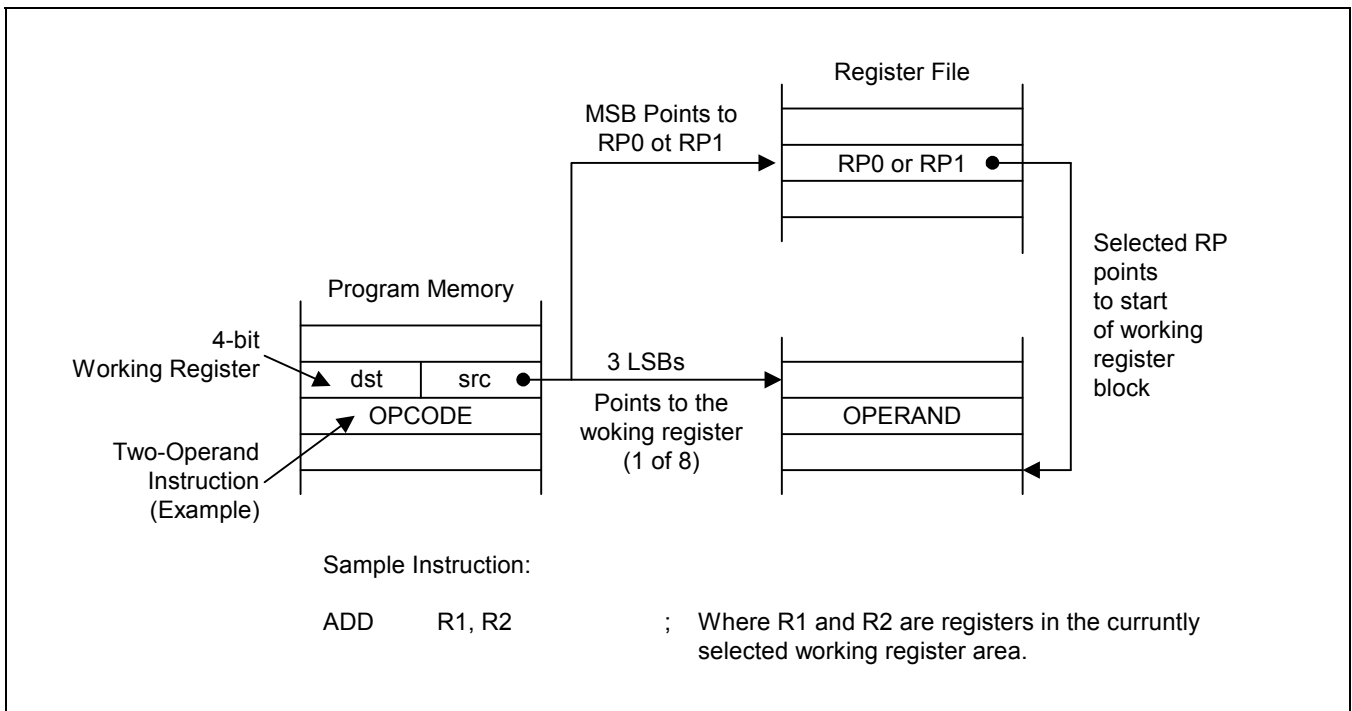 Register File
MSB Points to
RP0 ot RP1
RP0 or RP1
Selected RP
points
to start
of working
register
block
Program Memory
4-bit
Working Register
dst
src
3 LSBs
OPCODE
Points to the
woking register
(1 of 8)
OPERAND
Two-Operand
Instruction
(Example)
Sample Instruction:
ADD R1, R2 ; Where R1 and R2 are registers in the curruntly
selected working register area.